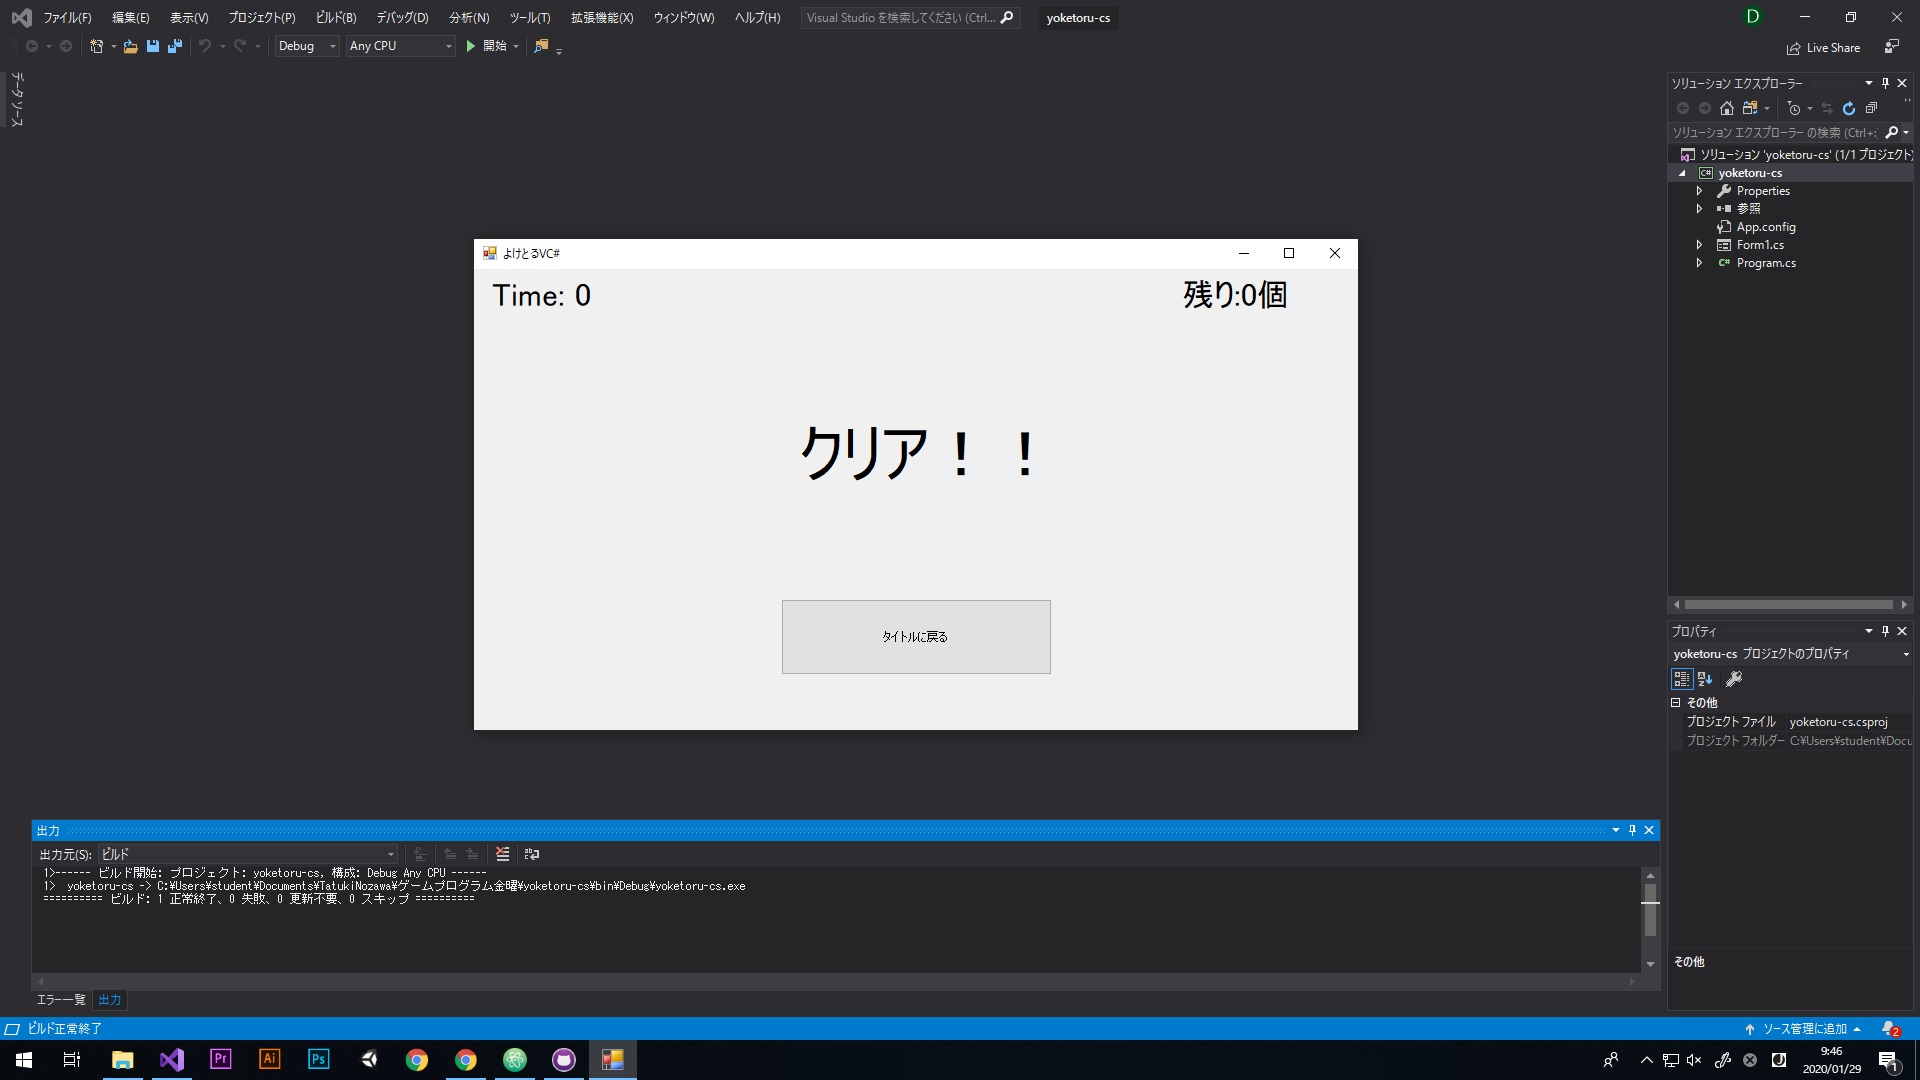 ファイル(F) 編集(E) 表示(V) プロジェクト(P) ビルド(B) デバッグ(D) 分析(N) ツール(T) 拡張機能(X) ウィンドウ(W) ヘルプ(H) Visual Studio を検索してください (Ctrl... yoketoru-cs D
Debug Any CPU 開始 Live Share
データ ソース
ソリューション エクスプローラー
ソリューション エクスプローラー の検索 (Ctrl+;
ソリューション 'yoketoru-cs' (1/1 プロジェクト)
C# yoketoru-cs
Properties
参照
App.config
Form1.cs
C# Program.cs
よけとるVC#
Time: 0 残り:0個
クリア！！
タイトルに戻る
プロパティ
yoketoru-cs プロジェクトのプロパティ
その他
プロジェクト ファイル yoketoru-cs.csproj
プロジェクト フォルダー C:¥Users¥student¥Docu
その他
出力
出力元(S): ビルド
1>------ ビルド開始: プロジェクト: yoketoru-cs, 構成: Debug Any CPU ------
1>  yoketoru-cs -> C:¥Users¥student¥Documents¥TatukiNozawa¥ゲームプログラム金曜¥yoketoru-cs¥bin¥Debug¥yoketoru-cs.exe
========== ビルド: 1 正常終了、0 失敗、0 更新不要、0 スキップ ==========
エラー一覧 出力
ビルド正常終了 ソース管理に追加 2
Pr Ai Ps
9:46
2020/01/29
1